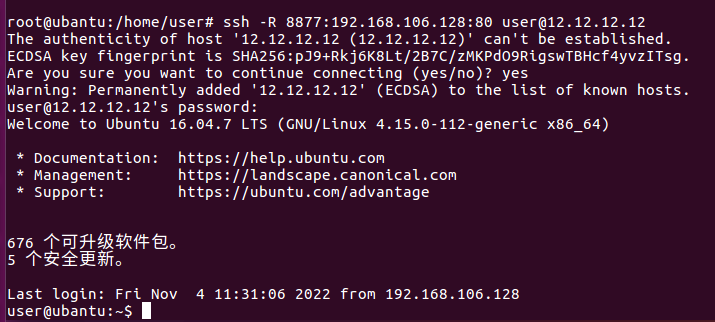 root@ubuntu:/home/user# ssh -R 8877:192.168.106.128:80 user@12.12.12.12
The authenticity of host '12.12.12.12 (12.12.12.12)' can't be established.
ECDSA key fingerprint is SHA256:pJ9+Rkj6K8Lt/2B7C/zMKPdO9RigswTBHcf4yvzITsg.
Are you sure you want to continue connecting (yes/no)? yes
Warning: Permanently added '12.12.12.12' (ECDSA) to the list of known hosts.
user@12.12.12.12's password:
Welcome to Ubuntu 16.04.7 LTS (GNU/Linux 4.15.0-112-generic x86_64)
 * Documentation:  https://help.ubuntu.com
 * Management:     https://landscape.canonical.com
 * Support:        https://ubuntu.com/advantage
676 个可升级软件包。
5 个安全更新。
Last login: Fri Nov  4 11:31:06 2022 from 192.168.106.128
user@ubuntu:~$